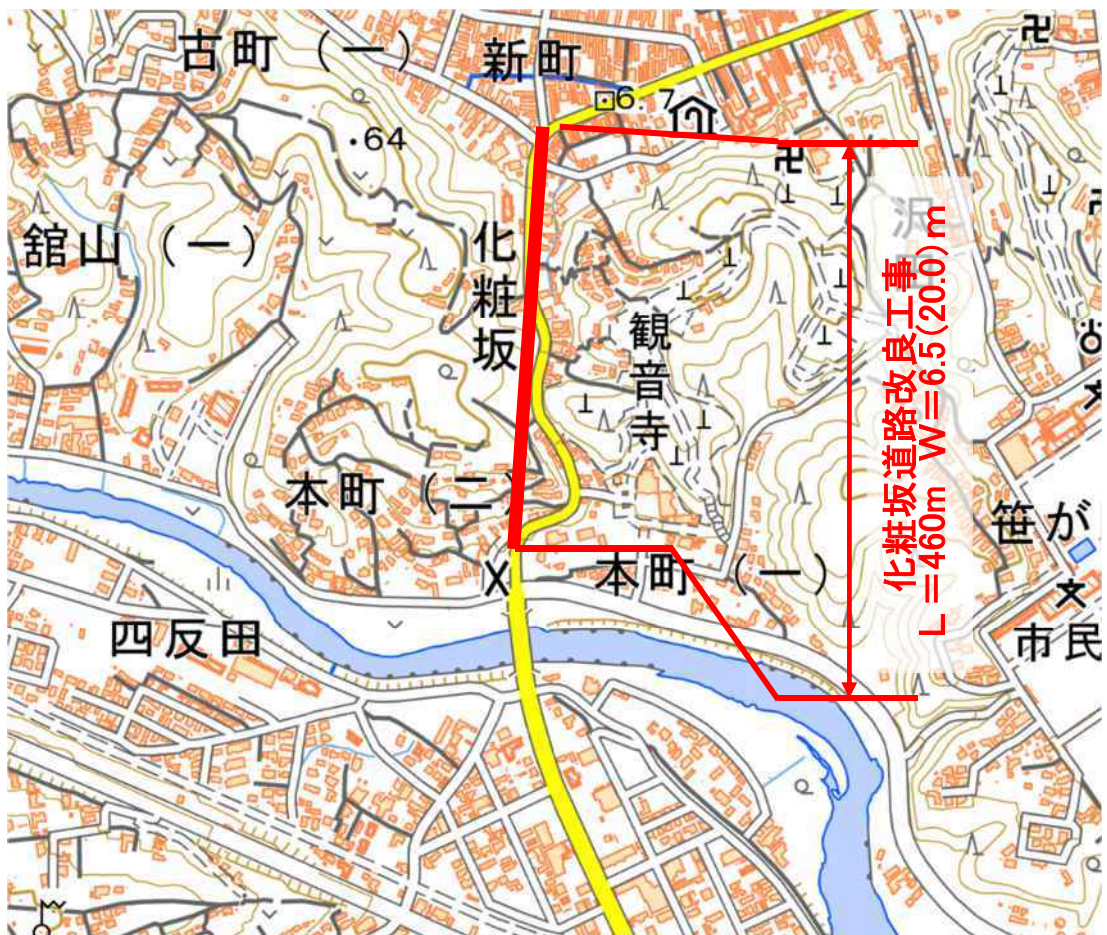 古町（一）
新町
6.7
・64
舘山（一）
化粧坂
観音寺
沢
化粧坂道路改良工事
L＝460m　W＝6.5(20.0)m
本町（二）
本町（一）
笹が
市民
四反田
X